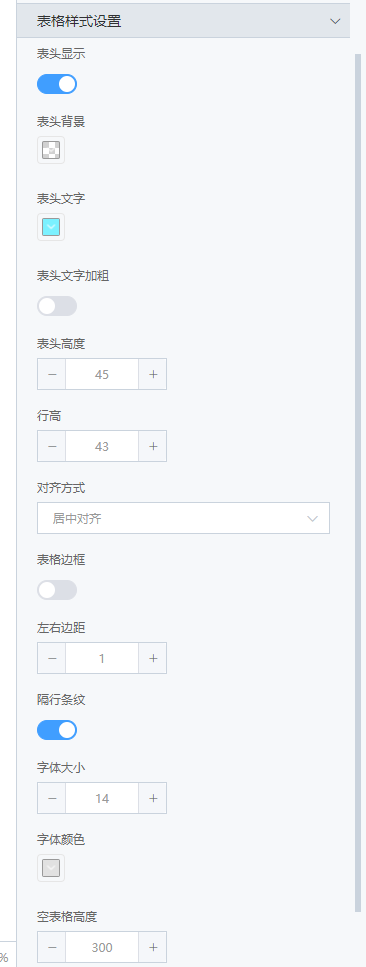 表格样式设置
表头显示
表头背景
表头文字
表头文字加粗
表头高度
45
行高
43
对齐方式
居中对齐
表格边框
左右边距
1
隔行条纹
字体大小
14
字体颜色
空表格高度
300
%